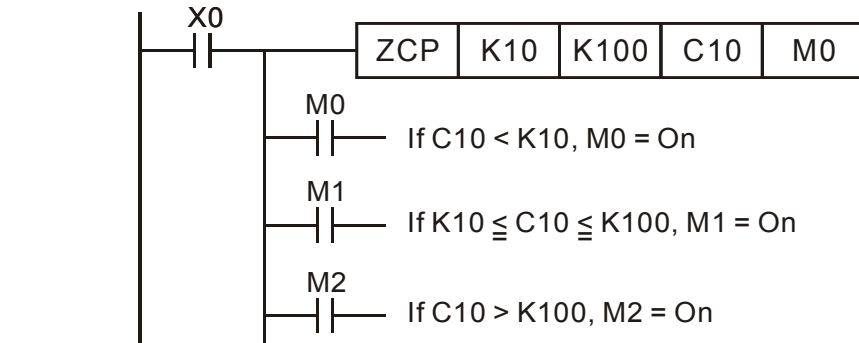 X0
ZCP K10 K100 C10 M0
M0
If C10 < K10, M0 = On
M1
If K10 ≦ C10 ≦ K100, M1 = On
M2
If C10 > K100, M2 = On